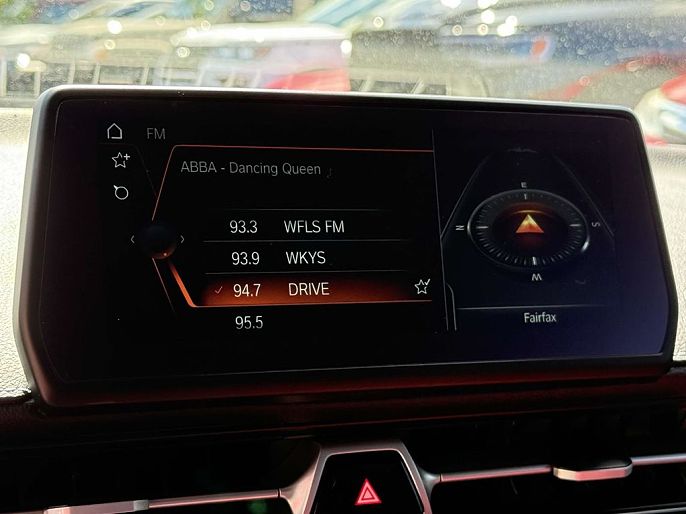 FM
ABBA - Dancing Queen
93.3 WFLS FM
93.9 WKYS
94.7 DRIVE
95.5
E
N S
W
Fairfax